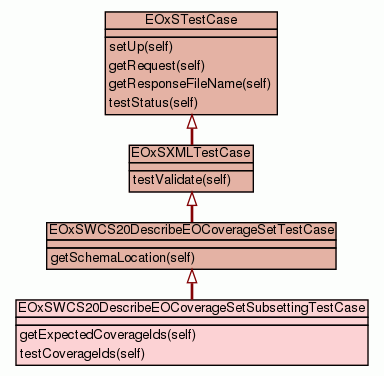 EOxSTestCase
setUp(self)
getRequest(self)
getResponseFileName(self)
testStatus(self)
EOxSXMLTestCase
testValidate(self)
EOxSWCS20DescribeEOCoverageSetTestCase
getSchemaLocation(self)
EOxSWCS20DescribeEOCoverageSetSubsettingTestCase
getExpectedCoverageIds(self)
testCoverageIds(self)